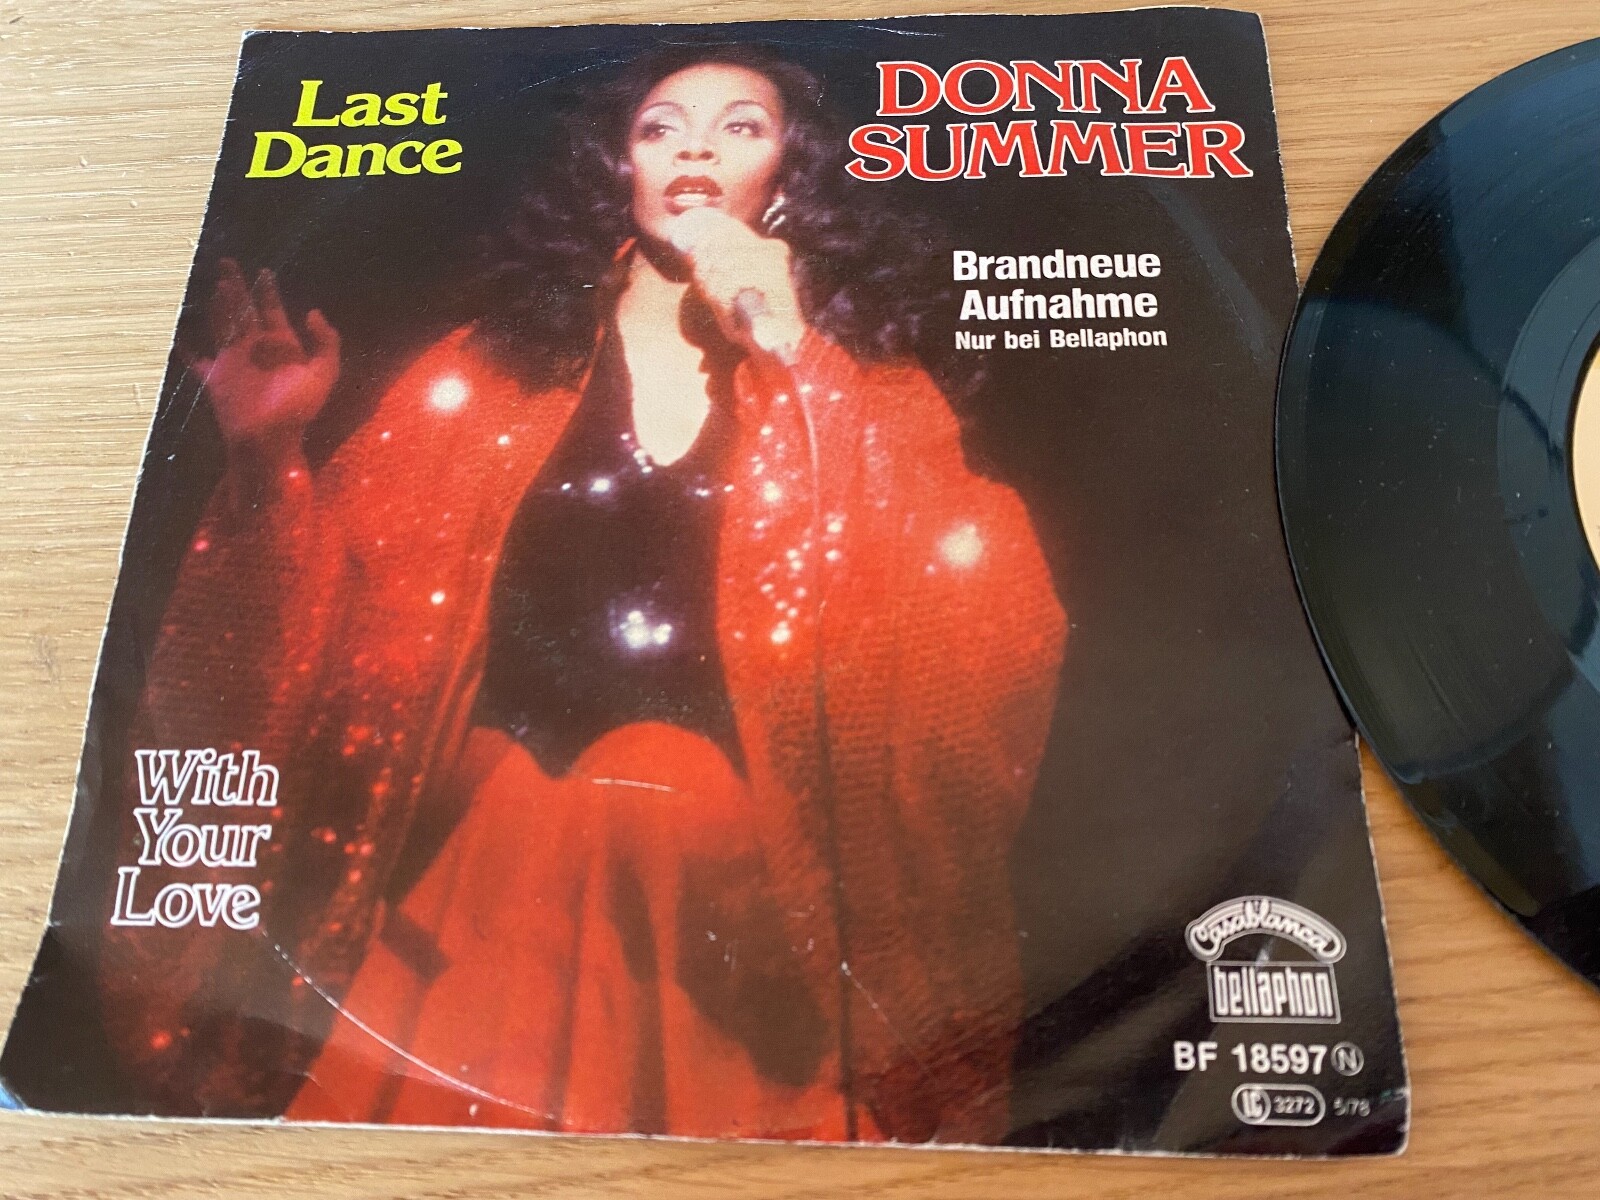 Last
Dance
DONNA
SUMMER
Brandneue
Aufnahme
Nur bei Bellaphon
With
Your
Love
Casablanca
bellaphon
BF 18597 N
LC 3272 5/78